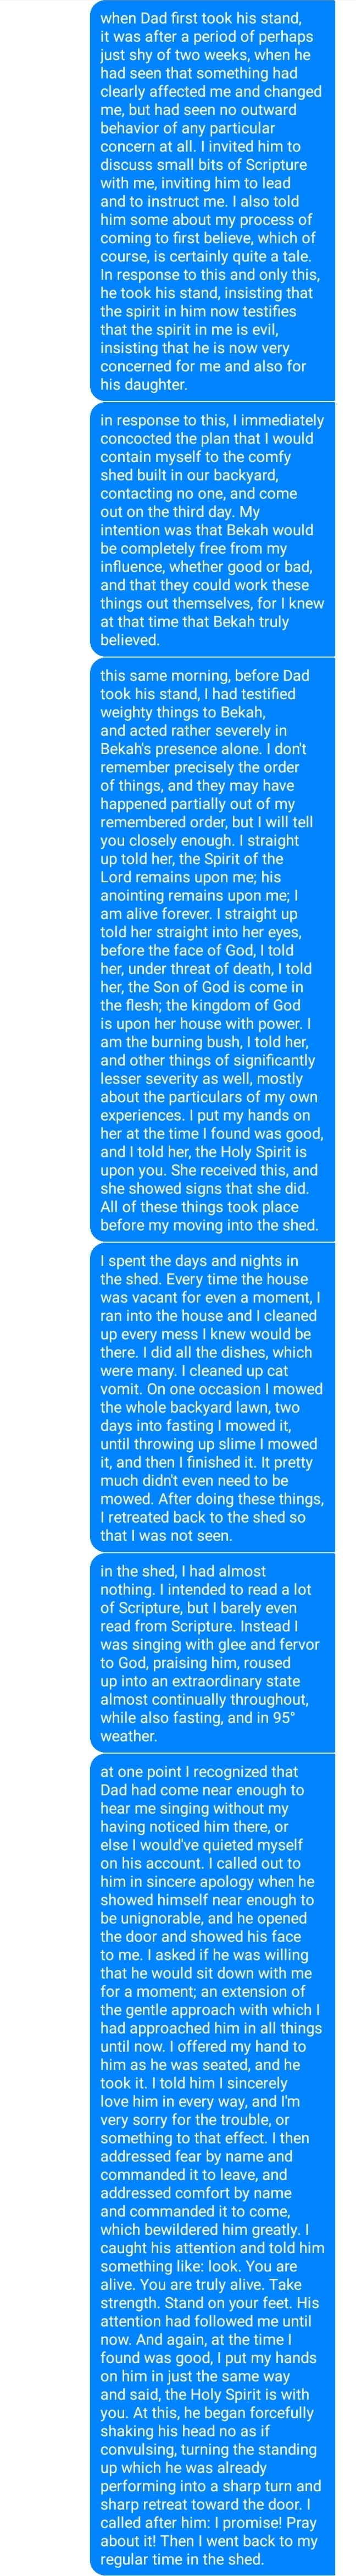 when Dad first took his stand,
it was after a period of perhaps
just shy of two weeks, when he
had seen that something had
clearly affected me and changed
me, but had seen no outward
behavior of any particular
concern at all. I invited him to
discuss small bits of Scripture
with me, inviting him to lead
and to instruct me. I also told
him some about my process of
coming to first believe, which of
course, is certainly quite a tale.
In response to this and only this,
he took his stand, insisting that
the spirit in him now testifies
that the spirit in me is evil,
insisting that he is now very
concerned for me and also for
his daughter.
in response to this, I immediately
concocted the plan that I would
contain myself to the comfy
shed built in our backyard,
contacting no one, and come
out on the third day. My
intention was that Bekah would
be completely free from my
influence, whether good or bad,
and that they could work these
things out themselves, for I knew
at that time that Bekah truly
believed.
this same morning, before Dad
took his stand, I had testified
weighty things to Bekah,
and acted rather severely in
Bekah's presence alone. I don't
remember precisely the order
of things, and they may have
happened partially out of my
remembered order, but I will tell
you closely enough. I straight
up told her, the Spirit of the
Lord remains upon me; his
anointing remains upon me; I
am alive forever. I straight up
told her straight into her eyes,
before the face of God, I told
her, under threat of death, I told
her, the Son of God is come in
the flesh; the kingdom of God
is upon her house with power. I
am the burning bush, I told her,
and other things of significantly
lesser severity as well, mostly
about the particulars of my own
experiences. I put my hands on
her at the time I found was good,
and I told her, the Holy Spirit is
upon you. She received this, and
she showed signs that she did.
All of these things took place
before my moving into the shed.
I spent the days and nights in
the shed. Every time the house
was vacant for even a moment, I
ran into the house and I cleaned
up every mess I knew would be
there. I did all the dishes, which
were many. I cleaned up cat
vomit. On one occasion I mowed
the whole backyard lawn, two
days into fasting I mowed it,
until throwing up slime I mowed
it, and then I finished it. It pretty
much didn't even need to be
mowed. After doing these things,
I retreated back to the shed so
that I was not seen.
in the shed, I had almost
nothing. I intended to read a lot
of Scripture, but I barely even
read from Scripture. Instead I
was singing with glee and fervor
to God, praising him, roused
up into an extraordinary state
almost continually throughout,
while also fasting, and in 95°
weather.
at one point I recognized that
Dad had come near enough to
hear me singing without my
having noticed him there, or
else I would've quieted myself
on his account. I called out to
him in sincere apology when he
showed himself near enough to
be unignorable, and he opened
the door and showed his face
to me. I asked if he was willing
that he would sit down with me
for a moment; an extension of
the gentle approach with which I
had approached him in all things
until now. I offered my hand to
him as he was seated, and he
took it. I told him I sincerely
love him in every way, and I'm
very sorry for the trouble, or
something to that effect. I then
addressed fear by name and
commanded it to leave, and
addressed comfort by name
and commanded it to come,
which bewildered him greatly. I
caught his attention and told him
something like: look. You are
alive. You are truly alive. Take
strength. Stand on your feet. His
attention had followed me until
now. And again, at the time I
found was good, I put my hands
on him in just the same way
and said, the Holy Spirit is with
you. At this, he began forcefully
shaking his head no as if
convulsing, turning the standing
up which he was already
performing into a sharp turn and
sharp retreat toward the door. I
called after him: I promise! Pray
about it! Then I went back to my
regular time in the shed.